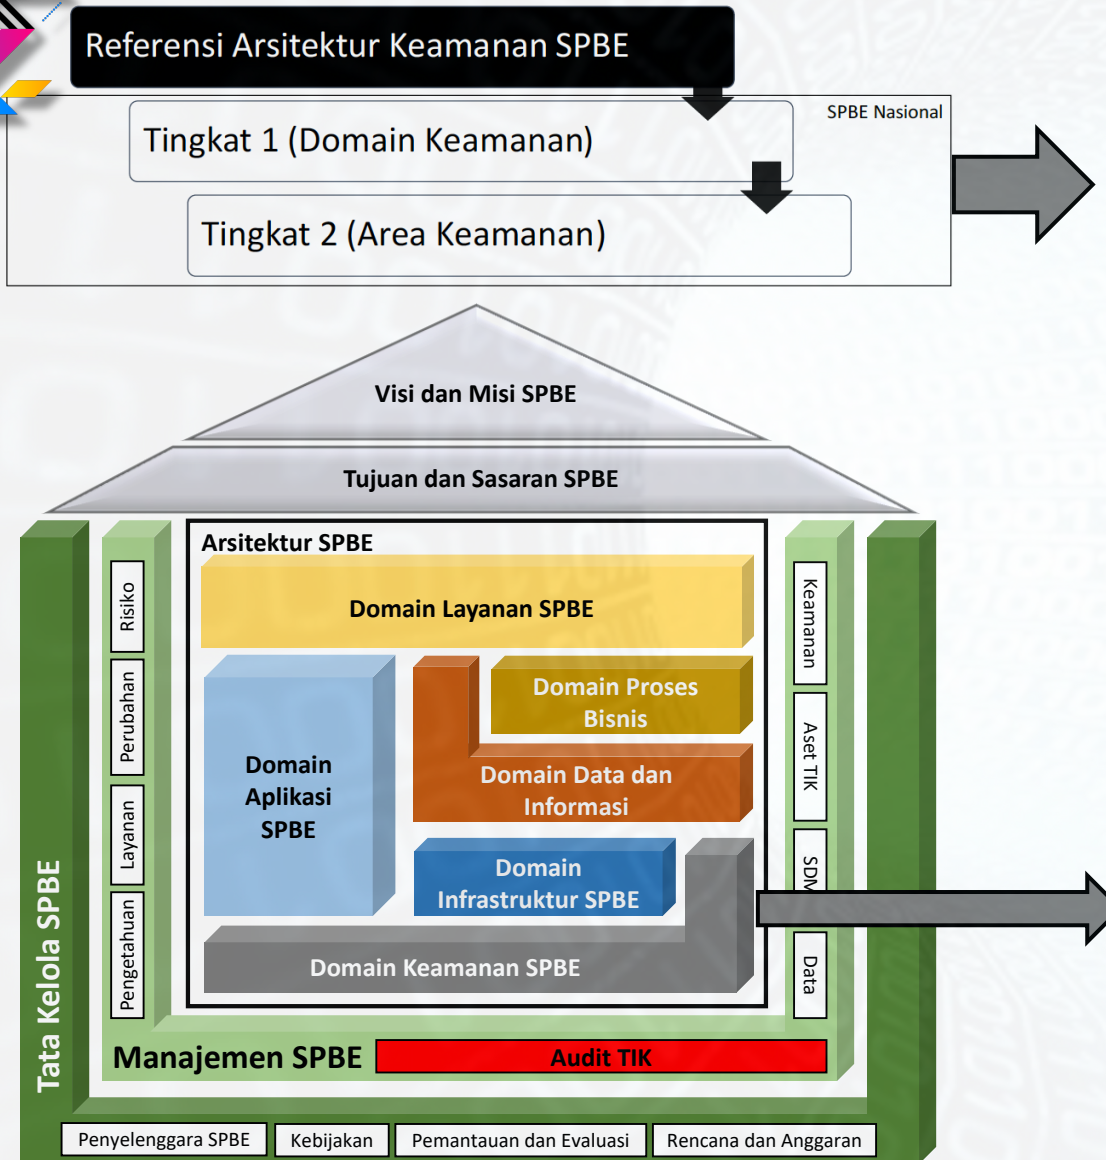 Referensi Arsitektur Keamanan SPBE
SPBE Nasional
Tingkat 1 (Domain Keamanan)
Tingkat 2 (Area Keamanan)
Visi dan Misi SPBE
Tujuan dan Sasaran SPBE
Arsitektur SPBE
Domain Layanan SPBE
Domain Proses
Bisnis
Domain
Aplikasi
SPBE
Domain Data dan
Informasi
Domain
Infrastruktur SPBE
Domain Keamanan SPBE
Risiko
Perubahan
Layanan
Pengetahuan
Keamanan
Aset TIK
SDM
Data
Tata Kelola SPBE
Manajemen SPBE
Audit TIK
Penyelenggara SPBE
Kebijakan
Pemantauan dan Evaluasi
Rencana dan Anggaran